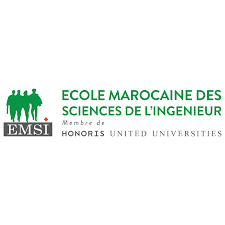 ECOLE MAROCAINE DES
SCIENCES DE L'INGENIEUR
Membre de
HONORIS UNITED UNIVERSITIES
EMSI